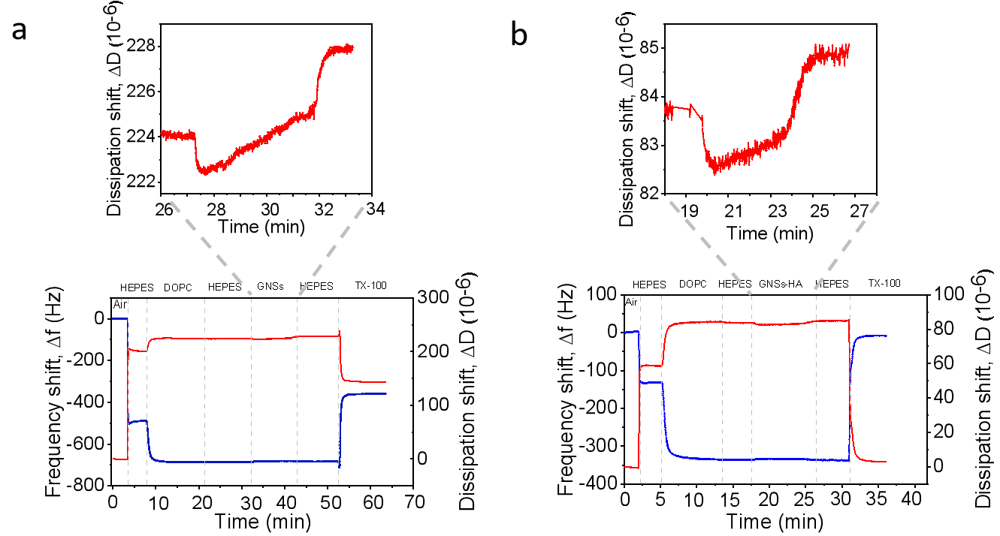 a
Dissipation shift, ΔD (10-6)
228
226
224
222
26 28 30 32 34
Time (min)
b
Dissipation shift, ΔD (10-6)
85
84
83
82
19 21 23 25 27
Time (min)
HEPES DOPC HEPES GNSs HEPES TX-100
Air
Frequency shift, Δf (Hz)
0
-200
-400
-600
-800
300
200
100
0
Dissipation shift, ΔD (10-6)
0 10 20 30 40 50 60 70
Time (min)
HEPES DOPC HEPES GNSs-HA HEPES TX-100
Air
Frequency shift, Δf (Hz)
100
0
-100
-200
-300
-400
100
80
60
40
20
0
Dissipation shift, ΔD (10-6)
0 5 10 15 20 25 30 35 40
Time (min)